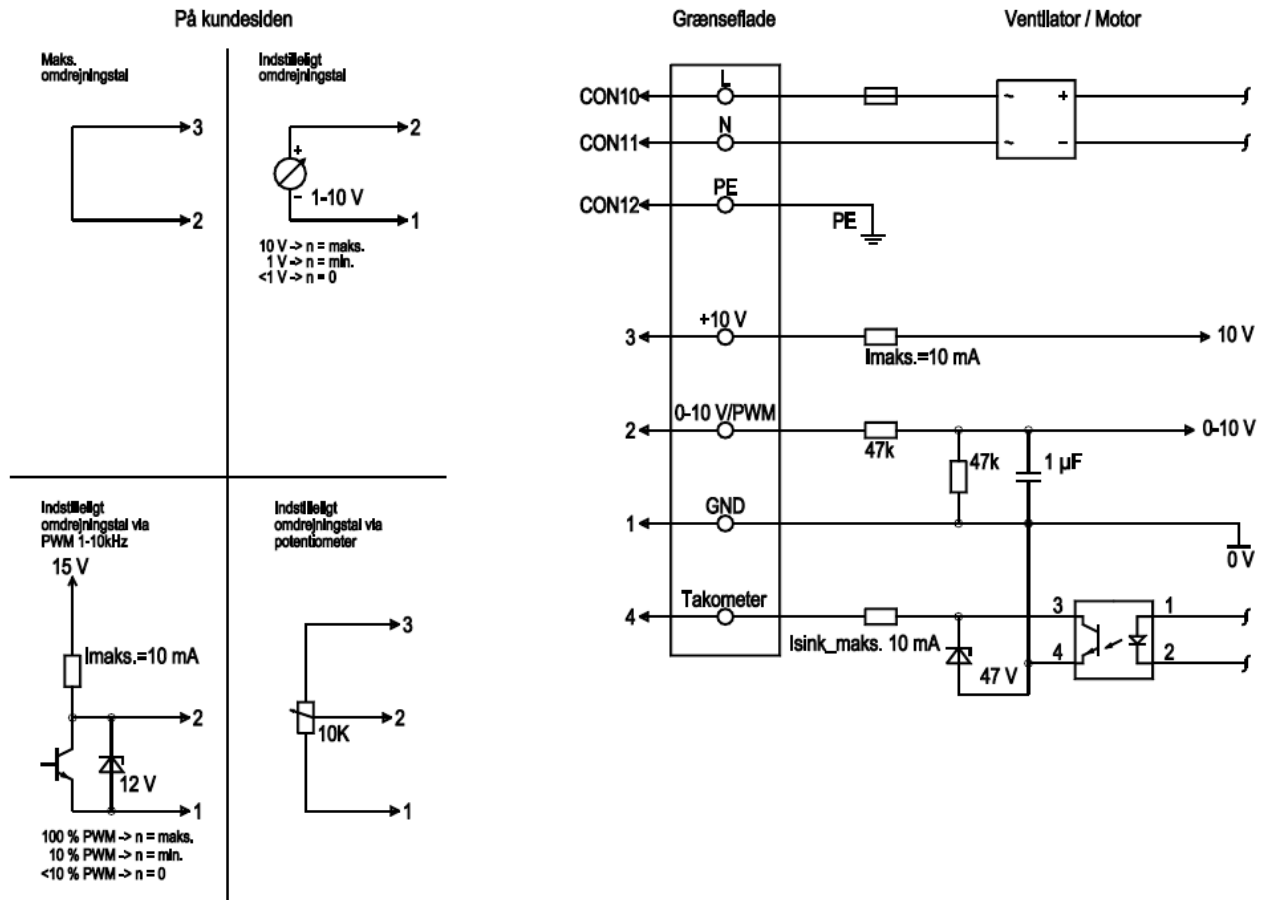 På kundesiden
Maks.
omdrejningstal
3
2
Indstilleligt
omdrejningstal
2
+
–
1-10 V
1
10 V -> n = maks.
1 V -> n = min.
<1 V -> n = 0
Indstilleligt
omdrejningstal via
PWM 1-10kHz
15 V
Imaks.=10 mA
2
12 V
1
100 % PWM -> n = maks.
10 % PWM -> n = min.
<10 % PWM -> n = 0
Indstilleligt
omdrejningstal via
potentiometer
3
2
10K
1
Grænseflade
Ventilator / Motor
CON10
L
~
+
CON11
N
~
–
CON12
PE
PE
3
+10 V
Imaks.=10 mA
10 V
2
0-10 V/PWM
47k
47k
1 µF
0-10 V
1
GND
0 V
4
Takometer
Isink_maks. 10 mA
47 V
3
4
1
2